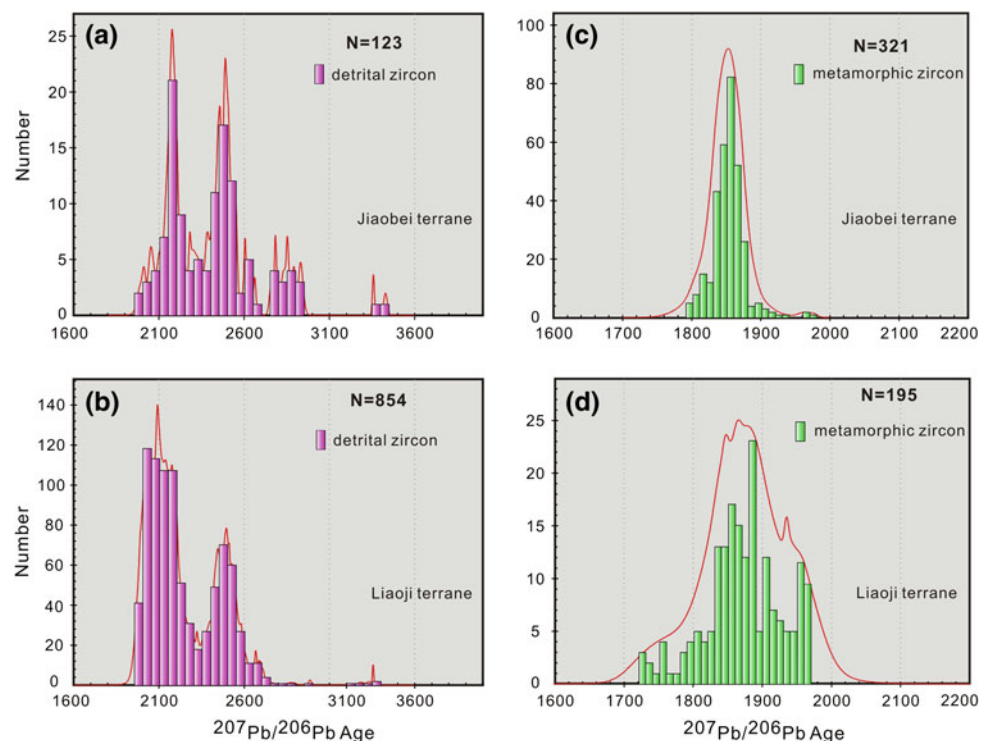 (a)
N=123
detrital zircon
Jiaobei terrane
Number
25
20
15
10
5
0
1600 2100 2600 3100 3600
(c)
N=321
metamorphic zircon
Jiaobei terrane
100
80
60
40
20
0
1600 1700 1800 1900 2000 2100 2200
(b)
N=854
detrital zircon
Liaoji terrane
Number
140
120
100
80
60
40
20
0
1600 2100 2600 3100 3600
207Pb/206Pb Age
(d)
N=195
metamorphic zircon
Liaoji terrane
25
20
15
10
5
0
1600 1700 1800 1900 2000 2100 2200
207Pb/206Pb Age